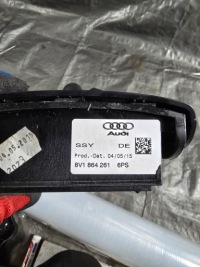 Audi
SSY DE
Prod.-Dat. 04/05/15
8V1 864 261 6PS